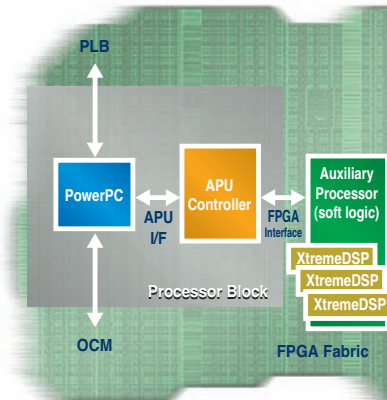 PLB
PowerPC
APU
I/F
APU
Controller
FPGA
Interface
Auxiliary
Processor
(soft logic)
XtremeDSP
XtremeDSP
XtremeDSP
Processor Block
OCM
FPGA Fabric